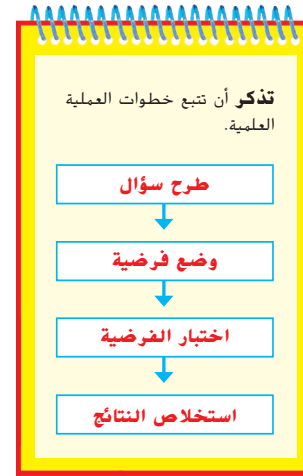 تذكر أن تتبع خطوات العملية
العلمية.
طرح سؤال
وضع فرضية
اختبار الفرضية
استخلاص النتائج